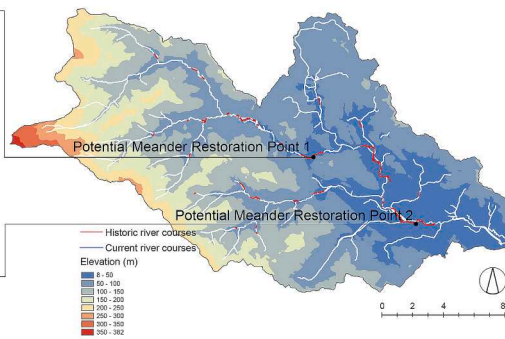 Potential Meander Restoration Point 1
Potential Meander Restoration Point 2
Historic river courses
Current river courses
Elevation (m)
8 - 50
50 - 100
100 - 150
150 - 200
200 - 250
250 - 300
300 - 350
350 - 382
0 2 4 8